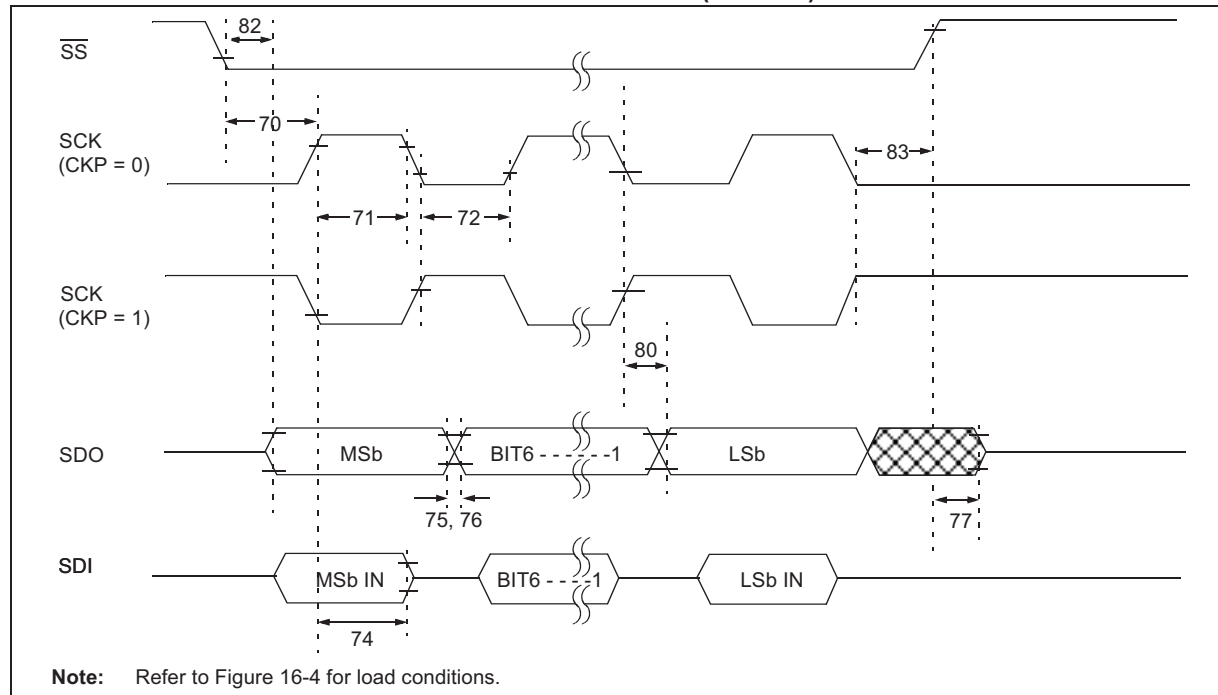 82
SS
70
SCK
(CKP = 0)
83
71
72
SCK
(CKP = 1)
80
SDO
MSb
BIT6 - - - - - -1
LSb
75, 76
77
SDI
MSb IN
BIT6 - - - -1
LSb IN
74
Note: Refer to Figure 16-4 for load conditions.